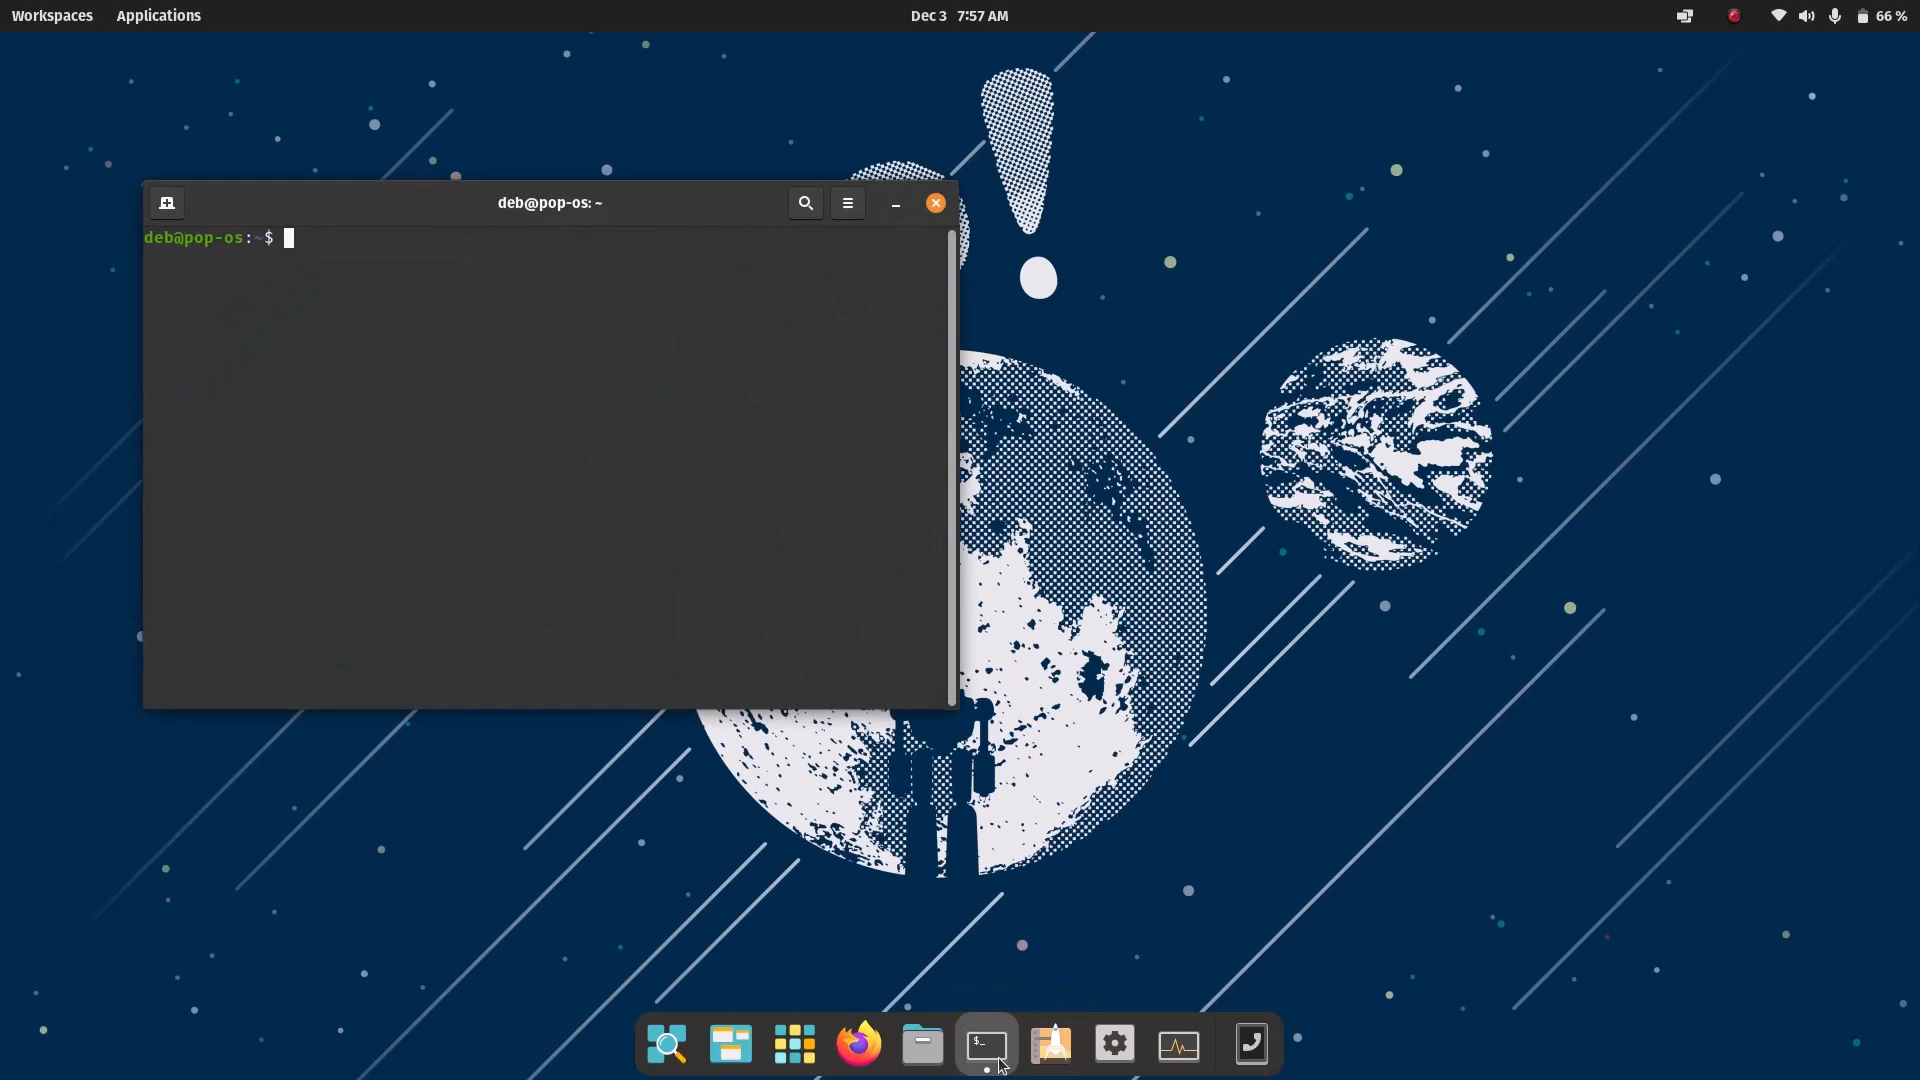 Workspaces Applications Dec 3 7:57 AM 66 %
deb@pop-os: ~
deb@pop-os:~$
$_